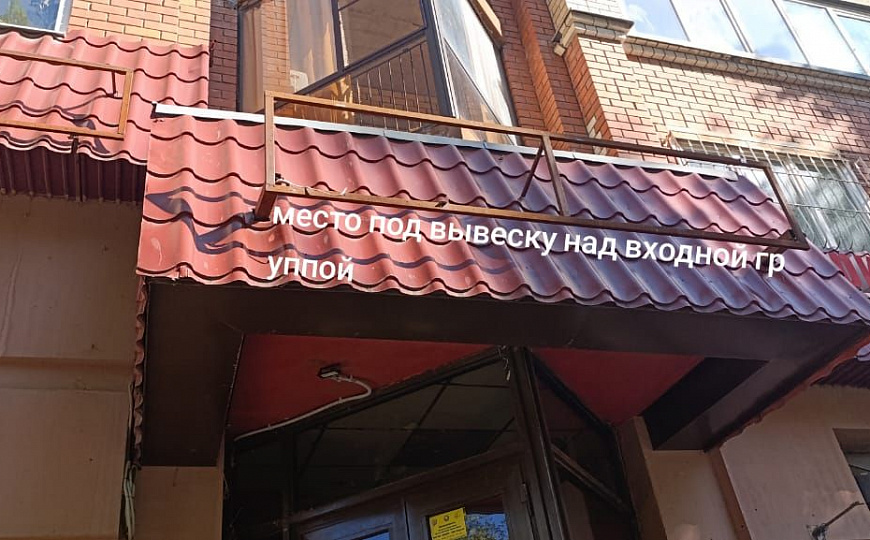 место под вывеску над входной гр
уппой